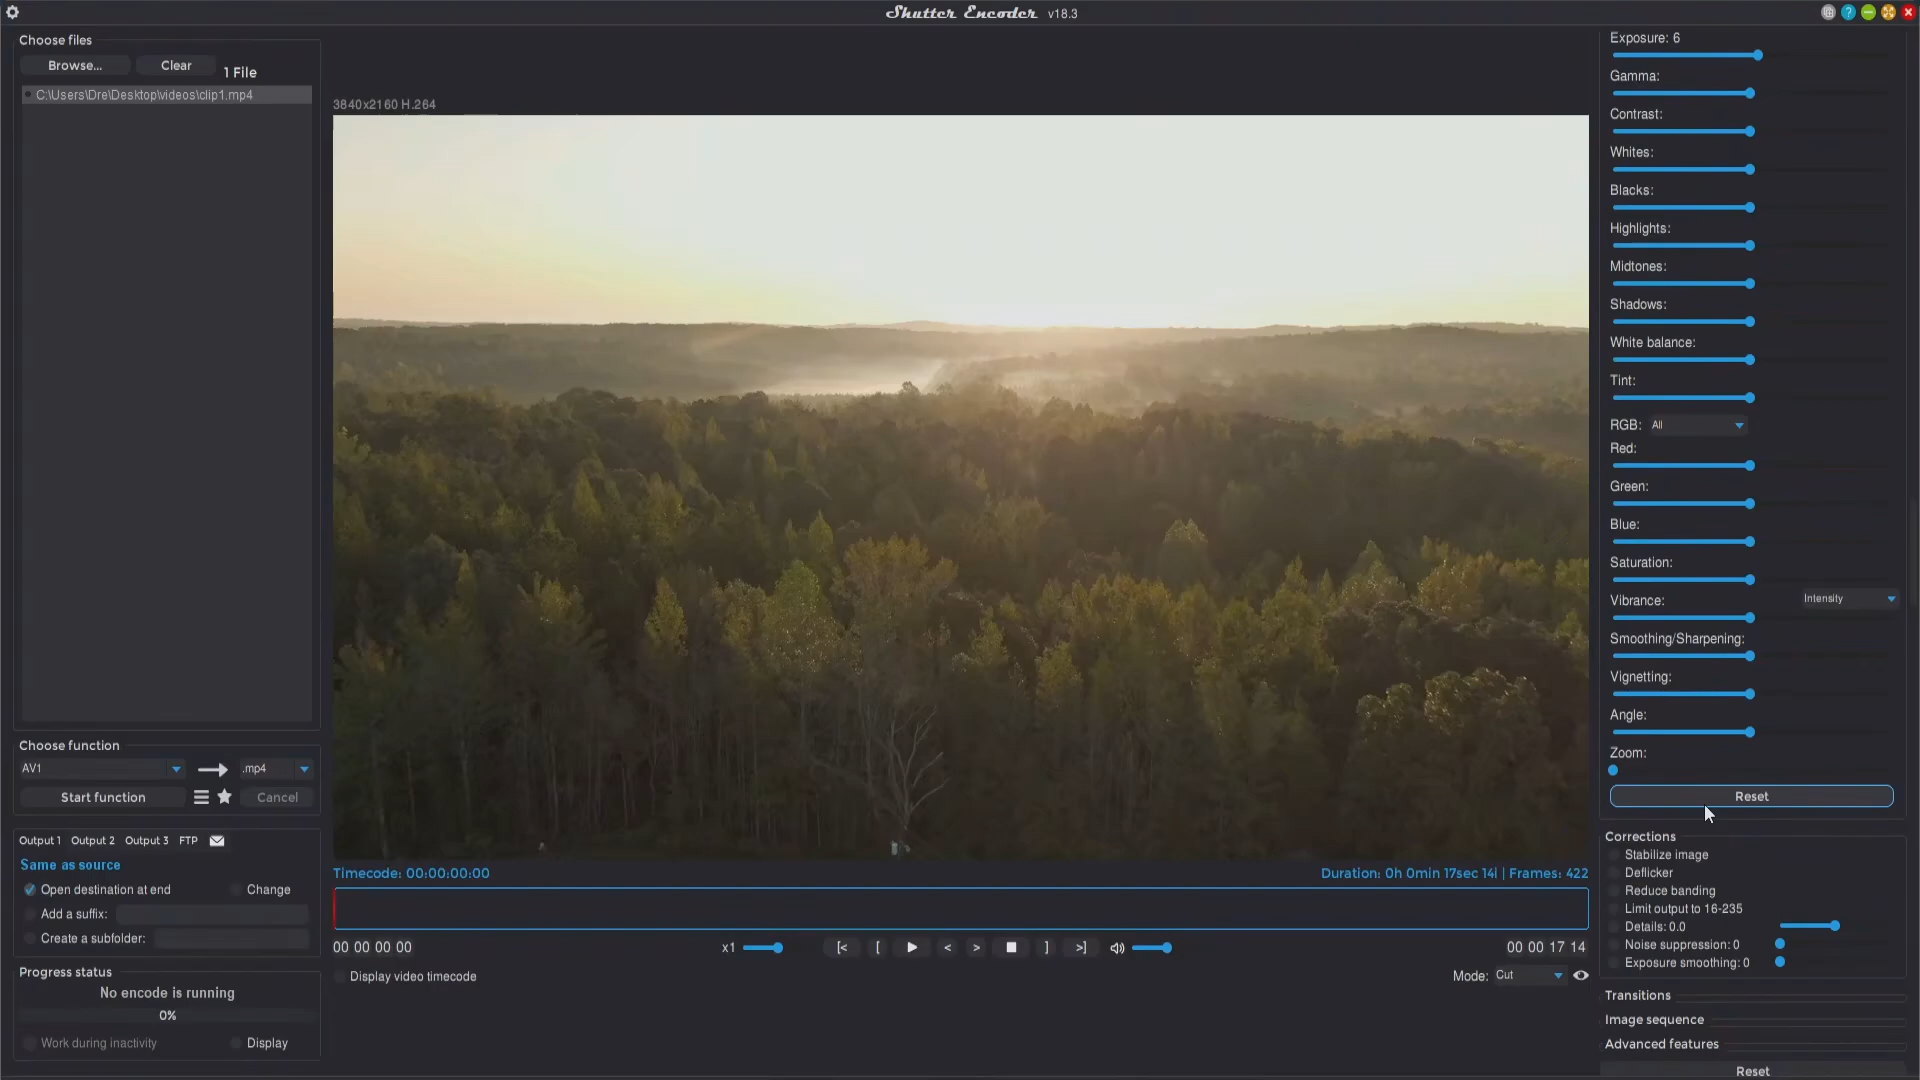 Shutter Encoder v18.3
Choose files
Browse...
Clear
1 File
C:\Users\Dre\Desktop\videos\clip1.mp4
Choose function
AV1
.mp4
Start function
Cancel
Output 1
Output 2
Output 3
FTP
Same as source
Open destination at end
Change
Add a suffix:
Create a subfolder:
Progress status
No encode is running
0%
Work during inactivity
Display
3840x2160 H.264
Timecode: 00:00:00:00
Duration: 0h 0min 17sec 14i | Frames: 422
00 00 00 00
x1
[<
[
<
>
]
>]
00 00 17 14
Display video timecode
Mode: Cut
Exposure: 6
Gamma:
Contrast:
Whites:
Blacks:
Highlights:
Midtones:
Shadows:
White balance:
Tint:
RGB: All
Red:
Green:
Blue:
Saturation:
Vibrance:
Intensity
Smoothing/Sharpening:
Vignetting:
Angle:
Zoom:
Reset
Corrections
Stabilize image
Deflicker
Reduce banding
Limit output to 16-235
Details: 0.0
Noise suppression: 0
Exposure smoothing: 0
Transitions
Image sequence
Advanced features
Reset